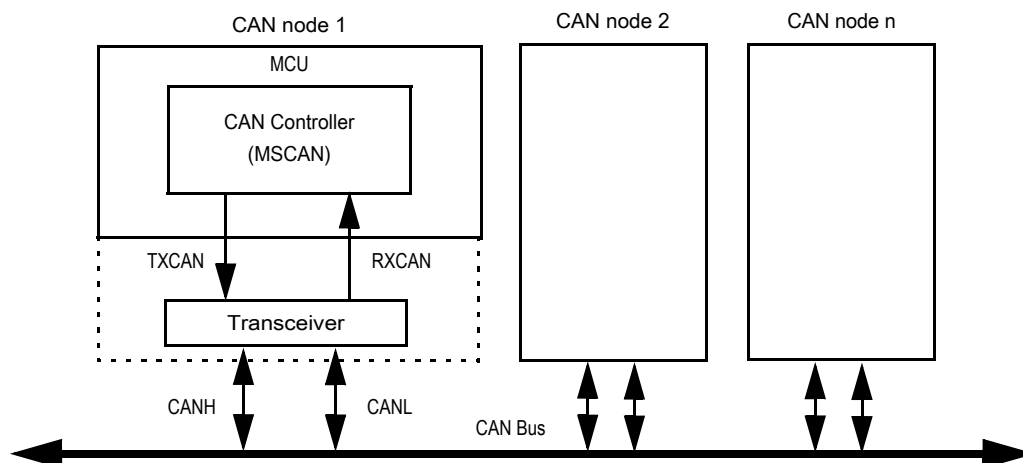 CAN node 1
CAN node 2
CAN node n
MCU
CAN Controller
(MSCAN)
TXCAN
RXCAN
Transceiver
CANH
CANL
CAN Bus